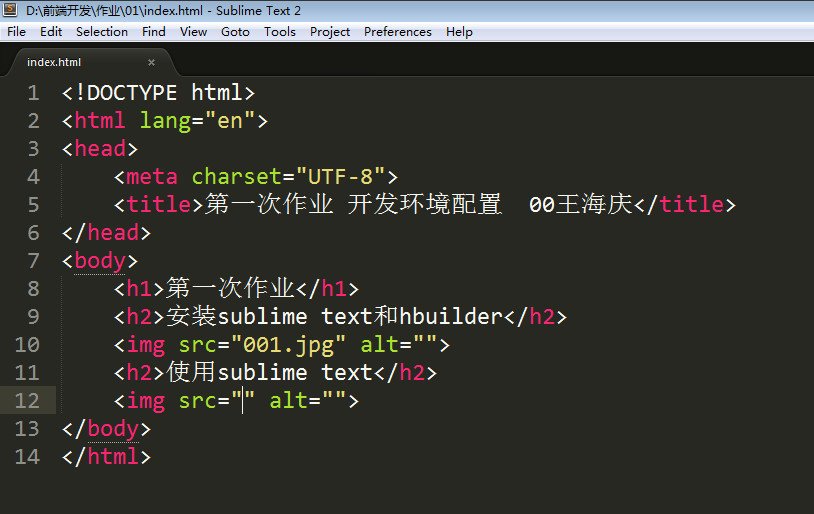 D:\前端开发\作业\01\index.html - Sublime Text 2
File Edit Selection Find View Goto Tools Project Preferences Help
index.html ×
1 <!DOCTYPE html>
2 <html lang="en">
3 <head>
4 <meta charset="UTF-8">
5 <title>第一次作业 开发环境配置  00王海庆</title>
6 </head>
7 <body>
8 <h1>第一次作业</h1>
9 <h2>安装sublime text和hbuilder</h2>
10 <img src="001.jpg" alt="">
11 <h2>使用sublime text</h2>
12 <img src="" alt="">
13 </body>
14 </html>